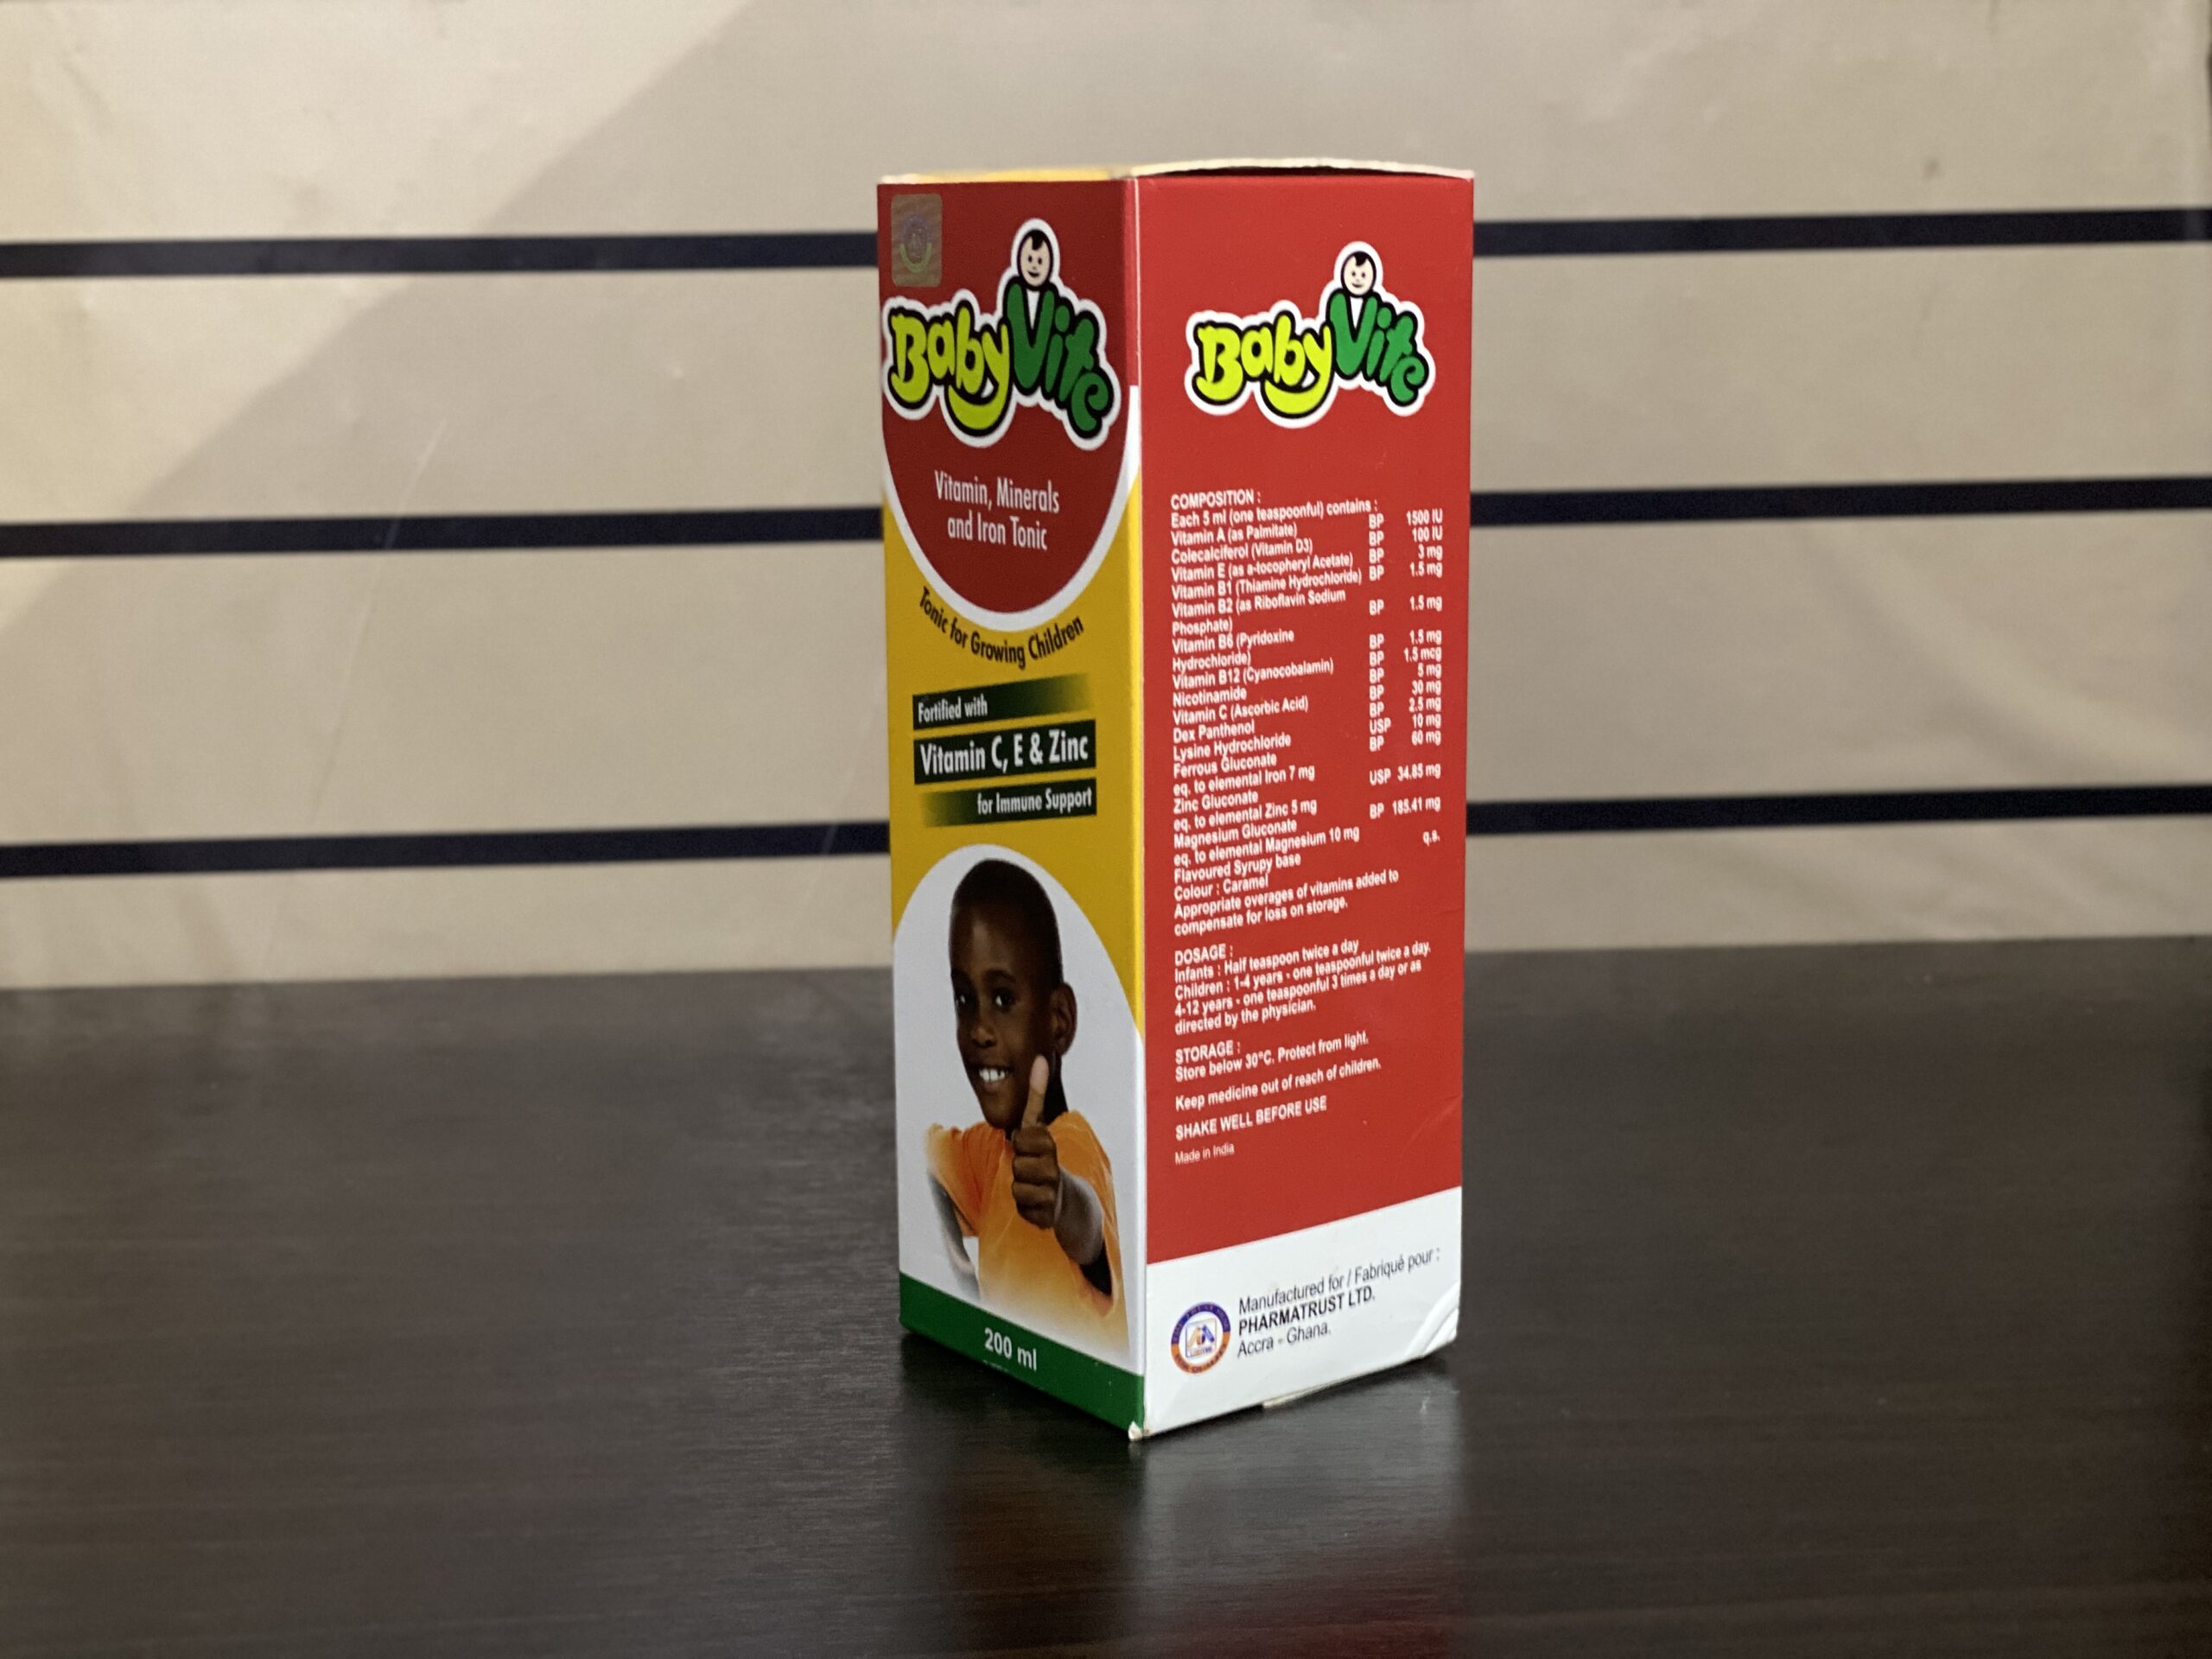 BabyVite
Vitamin, Minerals
and Iron Tonic
Tonic for Growing Children
Fortified with
Vitamin C, E & Zinc
for Immune Support
200 ml
BabyVite
COMPOSITION :
Each 5 ml (one teaspoonful) contains :
Vitamin A (as Palmitate) BP 1500 IU
Colecalciferol (Vitamin D3) BP 100 IU
Vitamin E (as a-tocopheryl Acetate) BP 3 mg
Vitamin B1 (Thiamine Hydrochloride) BP 1.5 mg
Vitamin B2 (as Riboflavin Sodium
Phosphate) BP 1.5 mg
Vitamin B6 (Pyridoxine
Hydrochloride) BP 1.5 mg
Vitamin B12 (Cyanocobalamin) BP 1.5 mcg
Nicotinamide BP 5 mg
Vitamin C (Ascorbic Acid) BP 30 mg
Dex Panthenol BP 2.5 mg
Lysine Hydrochloride USP 10 mg
Ferrous Gluconate BP 60 mg
eq. to elemental Iron 7 mg
Zinc Gluconate USP 34.85 mg
eq. to elemental Zinc 5 mg
Magnesium Gluconate BP 185.41 mg
eq. to elemental Magnesium 10 mg
Flavoured Syrupy base q.s.
Colour : Caramel
Appropriate overages of vitamins added to
compensate for loss on storage.
DOSAGE :
Infants : Half teaspoon twice a day
Children : 1-4 years - one teaspoonful twice a day.
4-12 years - one teaspoonful 3 times a day or as
directed by the physician.
STORAGE :
Store below 30°C. Protect from light.
Keep medicine out of reach of children.
SHAKE WELL BEFORE USE
Made in India
Manufactured for / Fabriqué pour :
PHARMATRUST LTD.
Accra - Ghana.